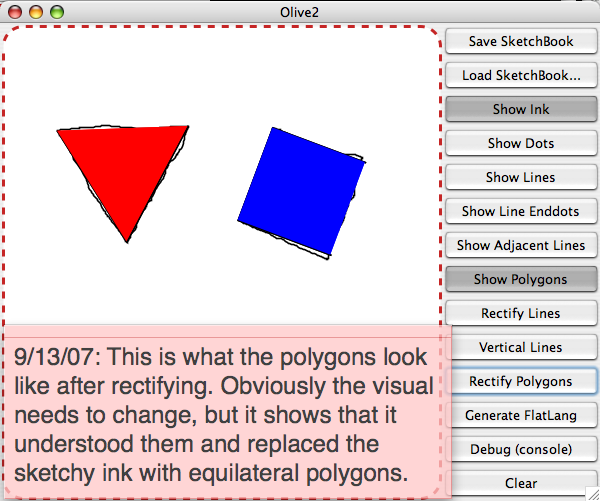 Olive2
Save SketchBook
Load SketchBook...
Show Ink
Show Dots
Show Lines
Show Line Enddots
Show Adjacent Lines
Show Polygons
Rectify Lines
Vertical Lines
Rectify Polygons
Generate FlatLang
Debug (console)
Clear
9/13/07: This is what the polygons look
like after rectifying. Obviously the visual
needs to change, but it shows that it
understood them and replaced the
sketchy ink with equilateral polygons.